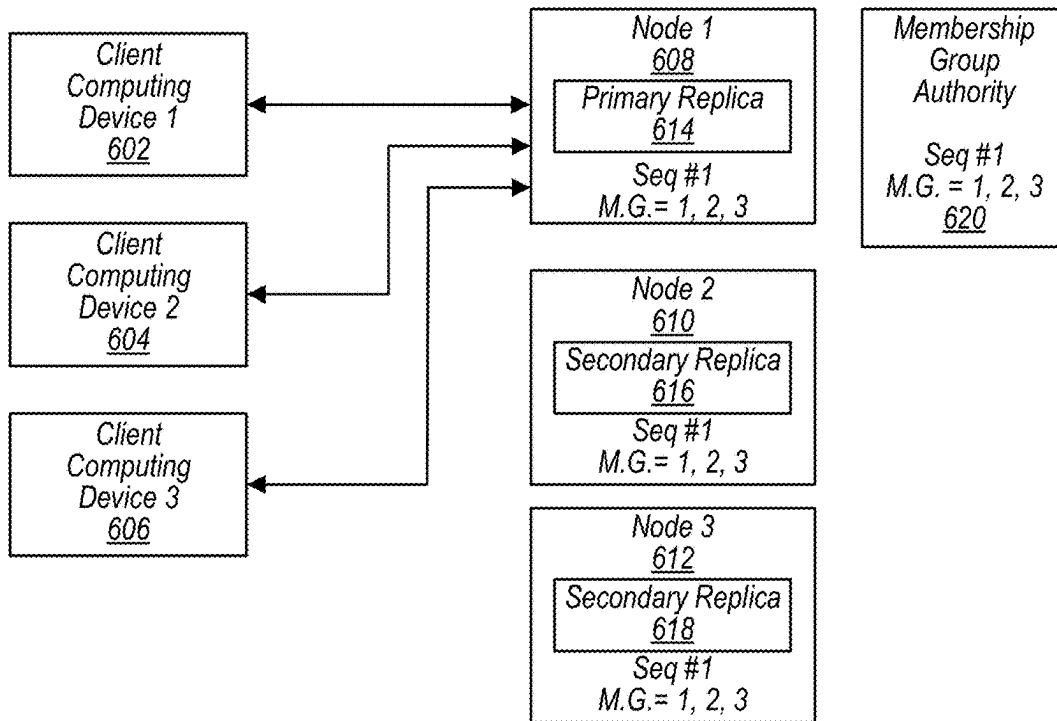 Client
Computing
Device 1
602
Client
Computing
Device 2
604
Client
Computing
Device 3
606
Node 1
608
Primary Replica
614
Seq #1
M.G.= 1, 2, 3
Node 2
610
Secondary Replica
616
Seq #1
M.G.= 1, 2, 3
Node 3
612
Secondary Replica
618
Seq #1
M.G.= 1, 2, 3
Membership
Group
Authority
Seq #1
M.G. = 1, 2, 3
620